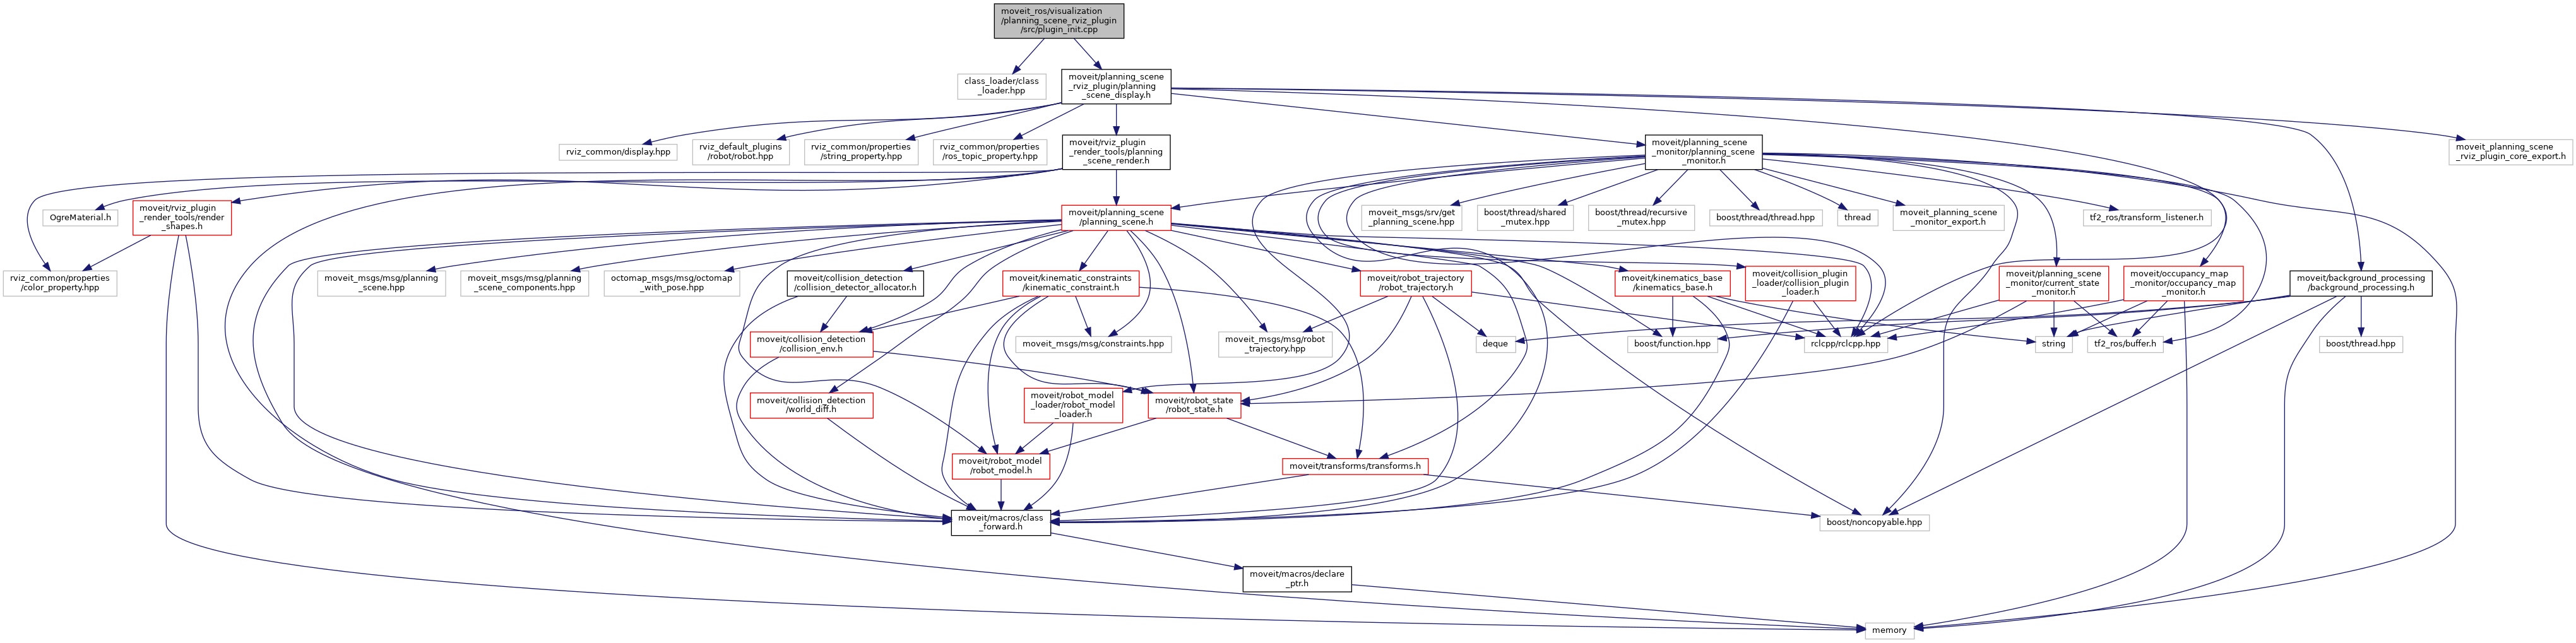 moveit_ros/visualization
/planning_scene_rviz_plugin
/src/plugin_init.cpp
class_loader/class
_loader.hpp
moveit/planning_scene
_rviz_plugin/planning
_scene_display.h
rviz_common/display.hpp
rviz_default_plugins
/robot/robot.hpp
rviz_common/properties
/string_property.hpp
rviz_common/properties
/ros_topic_property.hpp
moveit/rviz_plugin
_render_tools/planning
_scene_render.h
moveit/planning_scene
_monitor/planning_scene
_monitor.h
moveit_planning_scene
_rviz_plugin_core_export.h
OgreMaterial.h
moveit/rviz_plugin
_render_tools/render
_shapes.h
moveit/planning_scene
/planning_scene.h
moveit_msgs/srv/get
_planning_scene.hpp
boost/thread/shared
_mutex.hpp
boost/thread/recursive
_mutex.hpp
boost/thread/thread.hpp
thread
moveit_planning_scene
_monitor_export.h
tf2_ros/transform_listener.h
rviz_common/properties
/color_property.hpp
moveit_msgs/msg/planning
_scene.hpp
moveit_msgs/msg/planning
_scene_components.hpp
octomap_msgs/msg/octomap
_with_pose.hpp
moveit/collision_detection
/collision_detector_allocator.h
moveit/kinematic_constraints
/kinematic_constraint.h
moveit/robot_trajectory
/robot_trajectory.h
moveit/kinematics_base
/kinematics_base.h
moveit/collision_plugin
_loader/collision_plugin
_loader.h
moveit/planning_scene
_monitor/current_state
_monitor.h
moveit/occupancy_map
_monitor/occupancy_map
_monitor.h
moveit/background_processing
/background_processing.h
moveit/collision_detection
/collision_env.h
moveit_msgs/msg/constraints.hpp
moveit_msgs/msg/robot
_trajectory.hpp
deque
boost/function.hpp
rclcpp/rclcpp.hpp
string
tf2_ros/buffer.h
boost/thread.hpp
moveit/collision_detection
/world_diff.h
moveit/robot_model
_loader/robot_model
_loader.h
moveit/robot_state
/robot_state.h
moveit/robot_model
/robot_model.h
moveit/transforms/transforms.h
moveit/macros/class
_forward.h
boost/noncopyable.hpp
moveit/macros/declare
_ptr.h
memory